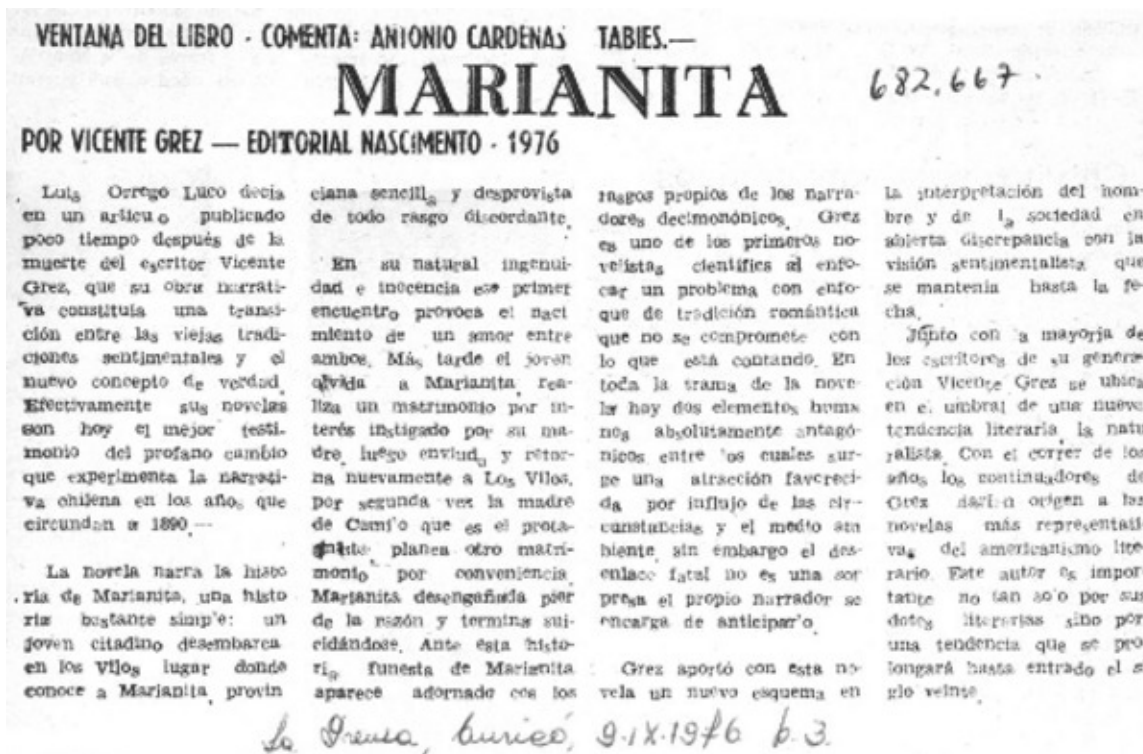 VENTANA DEL LIBRO - COMENTA: ANTONIO CARDENAS TABIES.—
MARIANITA
682.667
POR VICENTE GREZ — EDITORIAL NASCIMENTO - 1976
Luis Orrego Luco decia
en un articu o publicado
poco tiempo después de la
muerte del escritor Vicente
Grez, que su obra narrati-
va constituia una transi-
ción entre las viejas tradi-
ciones sentimentales y el
nuevo concepto de verdad
Efectivamente sus novelas
son hoy el mejor testi-
monio del profano cambio
que experimenta la narrati-
va chilena en los años que
circundan a 1890 —
La novela narra la histo
ria de Marianita, una histo
ria bastante simp'e: un
joven citadino desembarca
en los Vilos lugar donde
conoce a Marianita provin
ciana sencilla y desprovista
de todo rasgo discordante.
En su natural ingenui-
dad e inocencia ese primer
encuentro provoca el naci
miento de un amor entre
ambos. Más tarde el joven
olvida a Marianita rea-
liza un matrimonio por in-
terés instigado por su ma-
dre, luego enviuda y retor-
na nuevamente a Los Vilos,
por segunda vez la madre
de Cami'o que es el prota-
planea otro matri-
monio por conveniencia
Marianita desengañada pier
de la razón y termina sui-
cidándose. Ante esta histo-
ria funesta de Marianita
aparece adornado con los
rasgos propios de los narra-
dores decimonónicos. Grez
es uno de los primeros no-
velistas científics al enfo-
car un problema con enfo-
que de tradición romántica
que no se compromete con
lo que está contando. En
toda la trama de la nove-
la hay dos elementos huma
nos absolutamente antagó-
nicos entre 'os cuales sur-
ge una atracción favoreci-
da por influjo de las cir-
cunstancias y el medio am
biente sin embargo el des-
enlace fatal no es una sor
presa el propio narrador se
encarga de anticipar'o.
Grez aportó con esta no-
vela un nuevo esquema en
la interpretación del hom-
bre y de la sociedad en
abierta discrepancia con la
visión sentimentalista que
se mantenia hasta la fe-
cha.
Junto con 'a mayoria de
los escritores de su genera-
ción Vicente Grez se ubica
en el umbral de una nueva
tendencia literaria la natu
ralista. Con el correr de los
años los continuadores de
Grez darian origen a las
novelas más representati-
vas del americanismo lite-
rario. Este autor es impor-
tante no tan so'o por sus
dotes literarias sino por
una tendencia que se pro
longará hasta entrado el si
glo veinte.
La Prensa, Curicó, 9-IX-1976 p. 3.